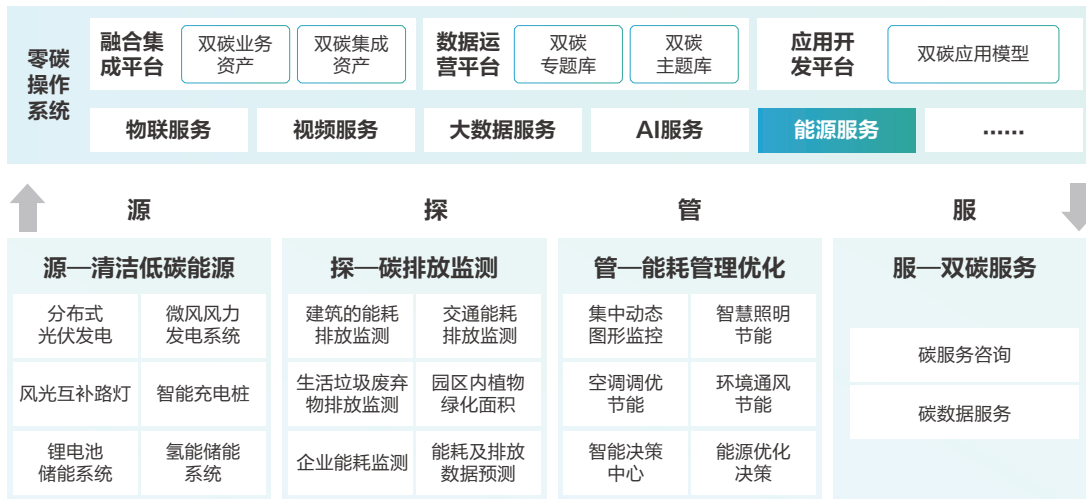 零碳
操作
系统
融合集
成平台
双碳业务
资产
双碳集成
资产
数据运
营平台
双碳
专题库
双碳
主题库
应用开
发平台
双碳应用模型
物联服务
视频服务
大数据服务
AI服务
能源服务
······
源
探
管
服
源—清洁低碳能源
分布式
光伏发电
微风风力
发电系统
风光互补路灯
智能充电桩
锂电池
储能系统
氢能储能
系统
探—碳排放监测
建筑的能耗
排放监测
交通能耗
排放监测
生活垃圾废弃
物排放监测
园区内植物
绿化面积
企业能耗监测
能耗及排放
数据预测
管—能耗管理优化
集中动态
图形监控
智慧照明
节能
空调调优
节能
环境通风
节能
智能决策
中心
能源优化
决策
服—双碳服务
碳服务咨询
碳数据服务